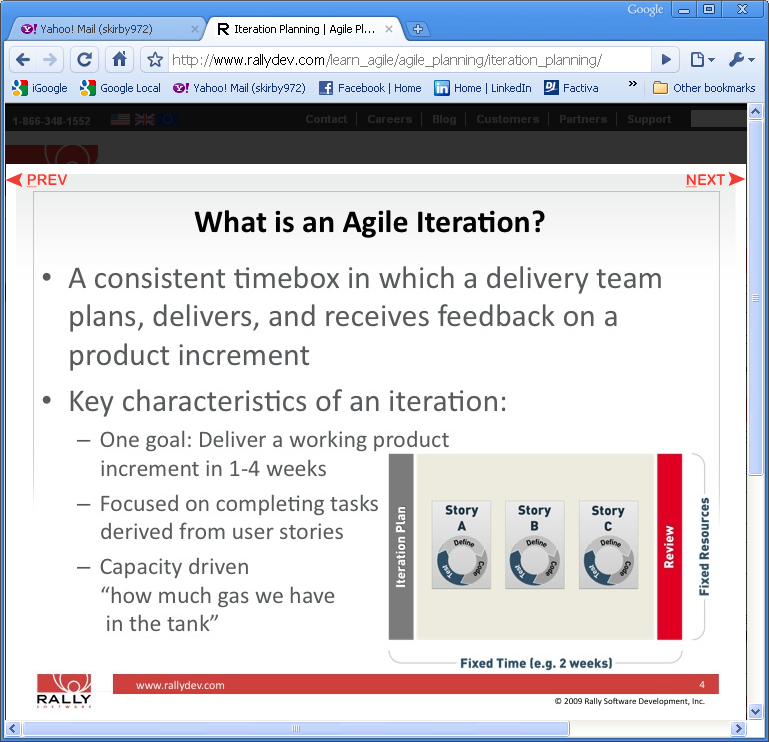 Google
Yahoo! Mail (skirby972)
Iteration Planning | Agile Pl...
http://www.rallydev.com/learn_agile/agile_planning/iteration_planning/
iGoogle
Google Local
Yahoo! Mail (skirby972)
Facebook | Home
Home | LinkedIn
Factiva
»
Other bookmarks
1-866-348-1552
Contact | Careers | Blog | Customers | Partners | Support
PREV
NEXT
What is an Agile Iteration?
• A consistent timebox in which a delivery team
plans, delivers, and receives feedback on a
product increment
• Key characteristics of an iteration:
– One goal: Deliver a working product
increment in 1-4 weeks
– Focused on completing tasks
derived from user stories
– Capacity driven
“how much gas we have
in the tank”
Iteration Plan
Story
A
Define
Code
Test
Story
B
Define
Code
Test
Story
C
Define
Code
Test
Review
Fixed Resources
Fixed Time (e.g. 2 weeks)
RALLY
SOFTWARE
www.rallydev.com
4
© 2009 Rally Software Development, Inc.